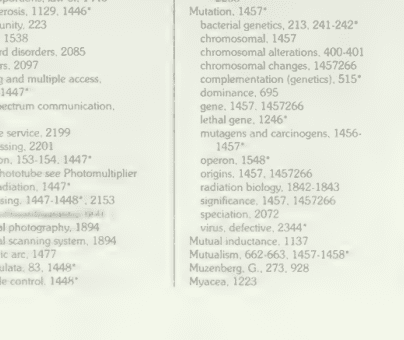 erosis, 1129, 1446*
unity, 223
1538
rd disorders, 2085
rs, 2097
g and multiple access,
1447*
pectrum communication,
e service, 2199
ssing, 2201
on, 153-154, 1447*
hototube see Photomultiplier
adiation, 1447*
sing, 1447-1448*, 2153
al photography, 1894
al scanning system, 1894
ic arc, 1477
ulata, 83, 1448*
le control, 1448*
Mutation, 1457*
bacterial genetics, 213, 241-242*
chromosomal, 1457
chromosomal alterations, 400-401
chromosomal changes, 1457266
complementation (genetics), 515*
dominance, 695
gene, 1457, 1457266
lethal gene, 1246*
mutagens and carcinogens, 1456-
1457*
operon, 1548*
origins, 1457, 1457266
radiation biology, 1842-1843
significance, 1457, 1457266
speciation, 2072
virus, defective, 2344*
Mutual inductance, 1137
Mutualism, 662-663, 1457-1458*
Muzenberg, G., 273, 928
Myacea, 1223